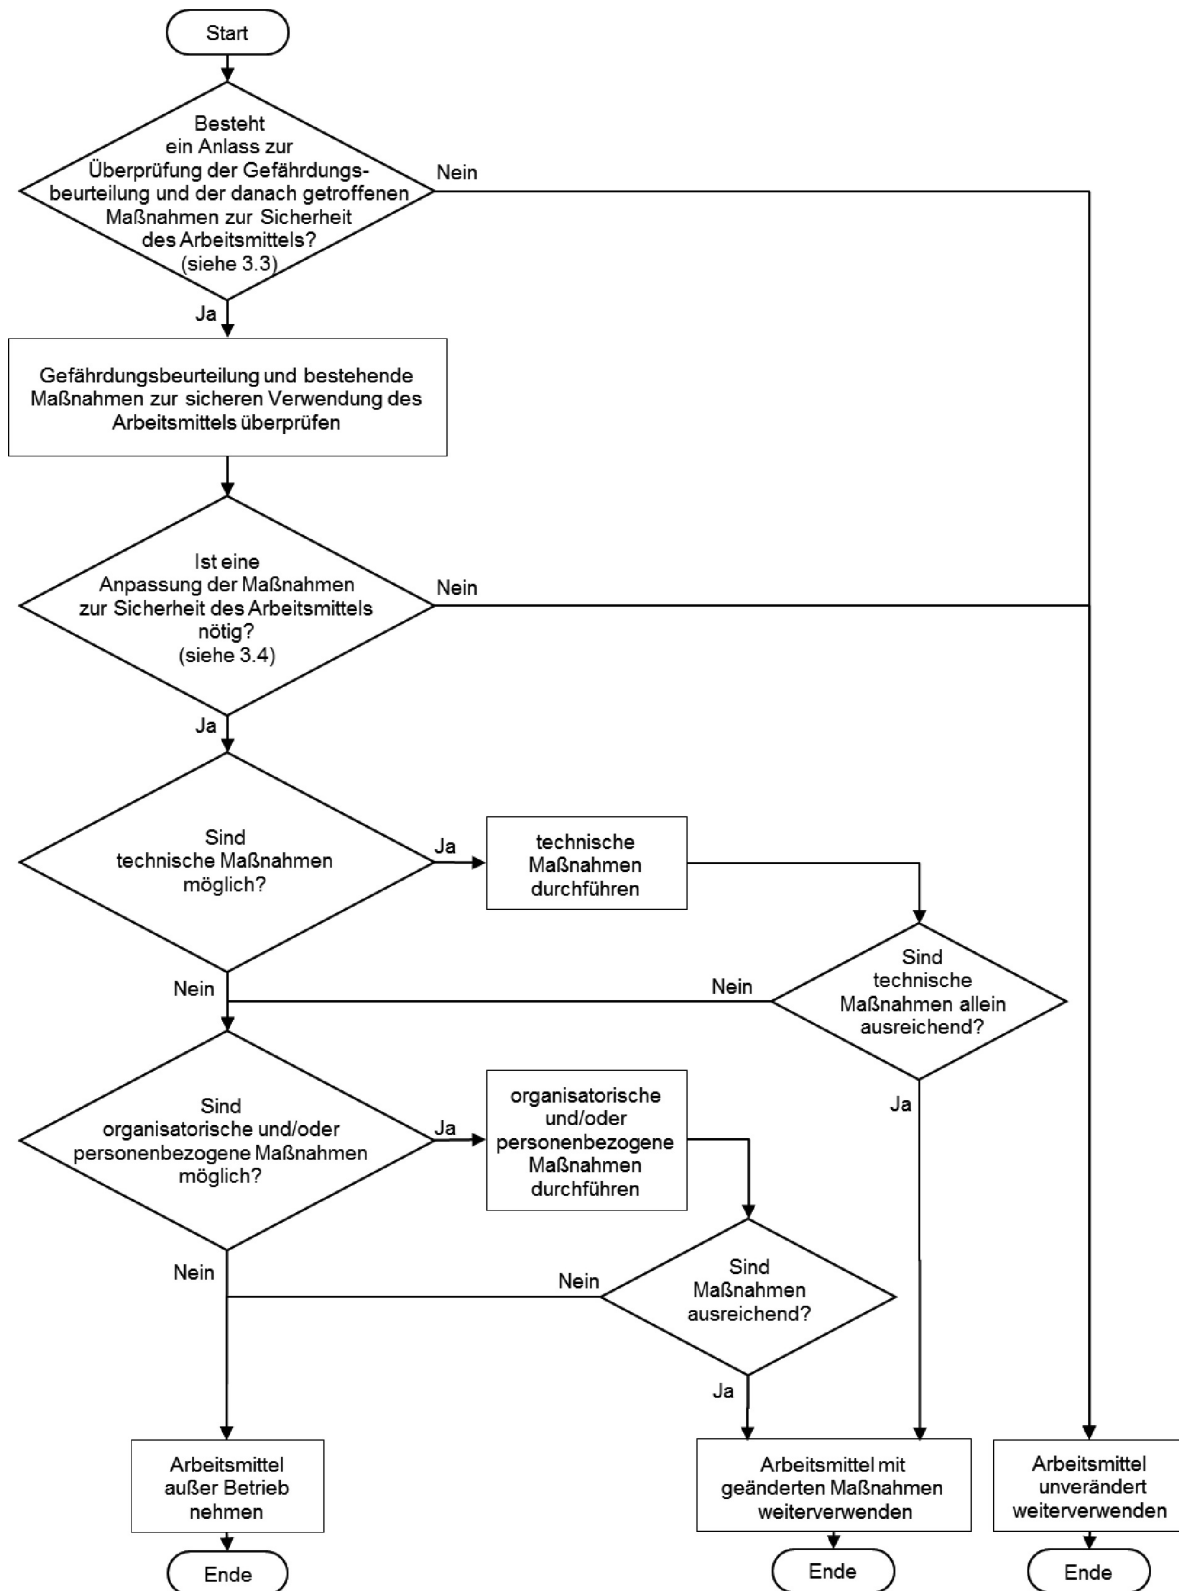 Start
Besteht
ein Anlass zur
Überprüfung der Gefährdungs-
beurteilung und der danach getroffenen
Maßnahmen zur Sicherheit
des Arbeitsmittels?
(siehe 3.3)
Nein
Ja
Gefährdungsbeurteilung und bestehende
Maßnahmen zur sicheren Verwendung des
Arbeitsmittels überprüfen
Ist eine
Anpassung der Maßnahmen
zur Sicherheit des Arbeitsmittels
nötig?
(siehe 3.4)
Nein
Ja
Sind
technische Maßnahmen
möglich?
Ja
technische
Maßnahmen
durchführen
Nein
Sind
technische
Maßnahmen allein
ausreichend?
Nein
Ja
Sind
organisatorische und/oder
personenbezogene Maßnahmen
möglich?
Ja
organisatorische
und/oder
personenbezogene
Maßnahmen
durchführen
Nein
Sind
Maßnahmen
ausreichend?
Nein
Ja
Arbeitsmittel
außer Betrieb
nehmen
Arbeitsmittel mit
geänderten Maßnahmen
weiterverwenden
Arbeitsmittel
unverändert
weiterverwenden
Ende
Ende
Ende